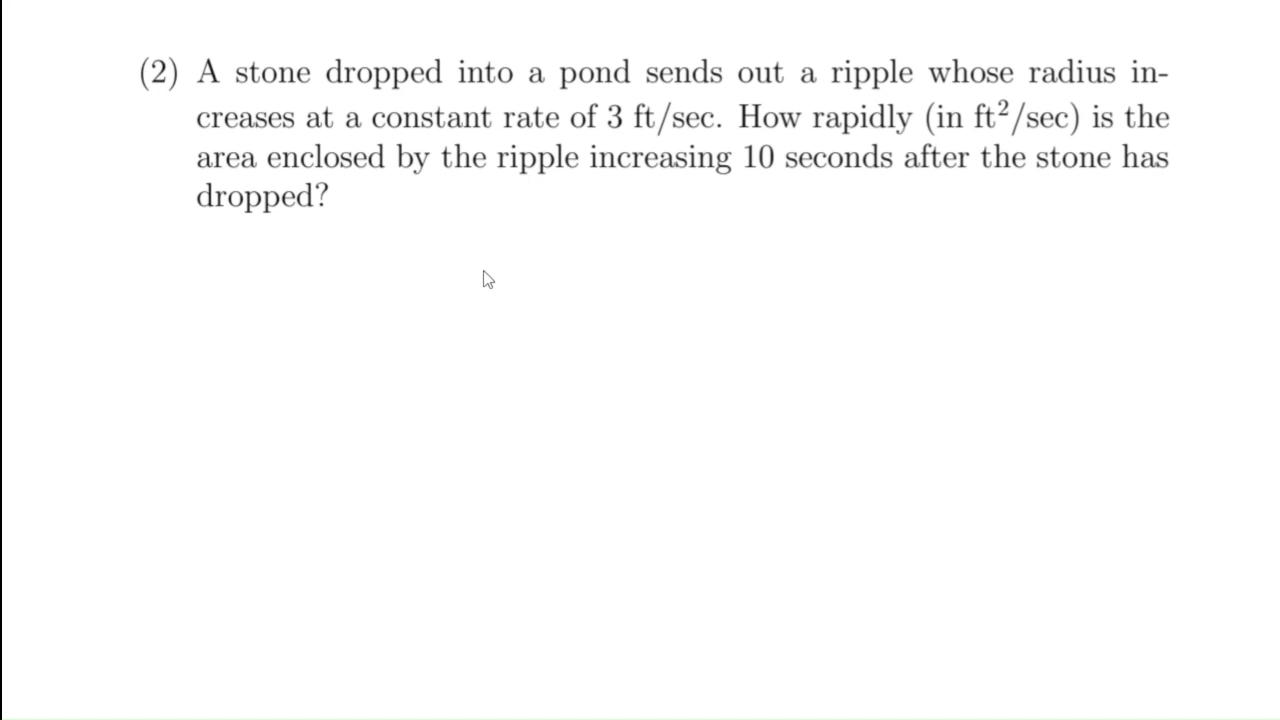 (2) A stone dropped into a pond sends out a ripple whose radius in-
creases at a constant rate of 3 ft/sec. How rapidly (in ft²/sec) is the
area enclosed by the ripple increasing 10 seconds after the stone has
dropped?